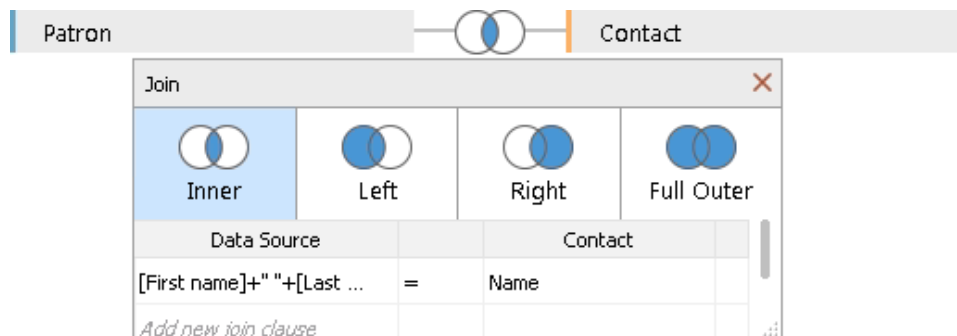 Patron Contact
Join
Inner Left Right Full Outer
Data Source Contact
[First name]+" "+[Last ... = Name
Add new join clause